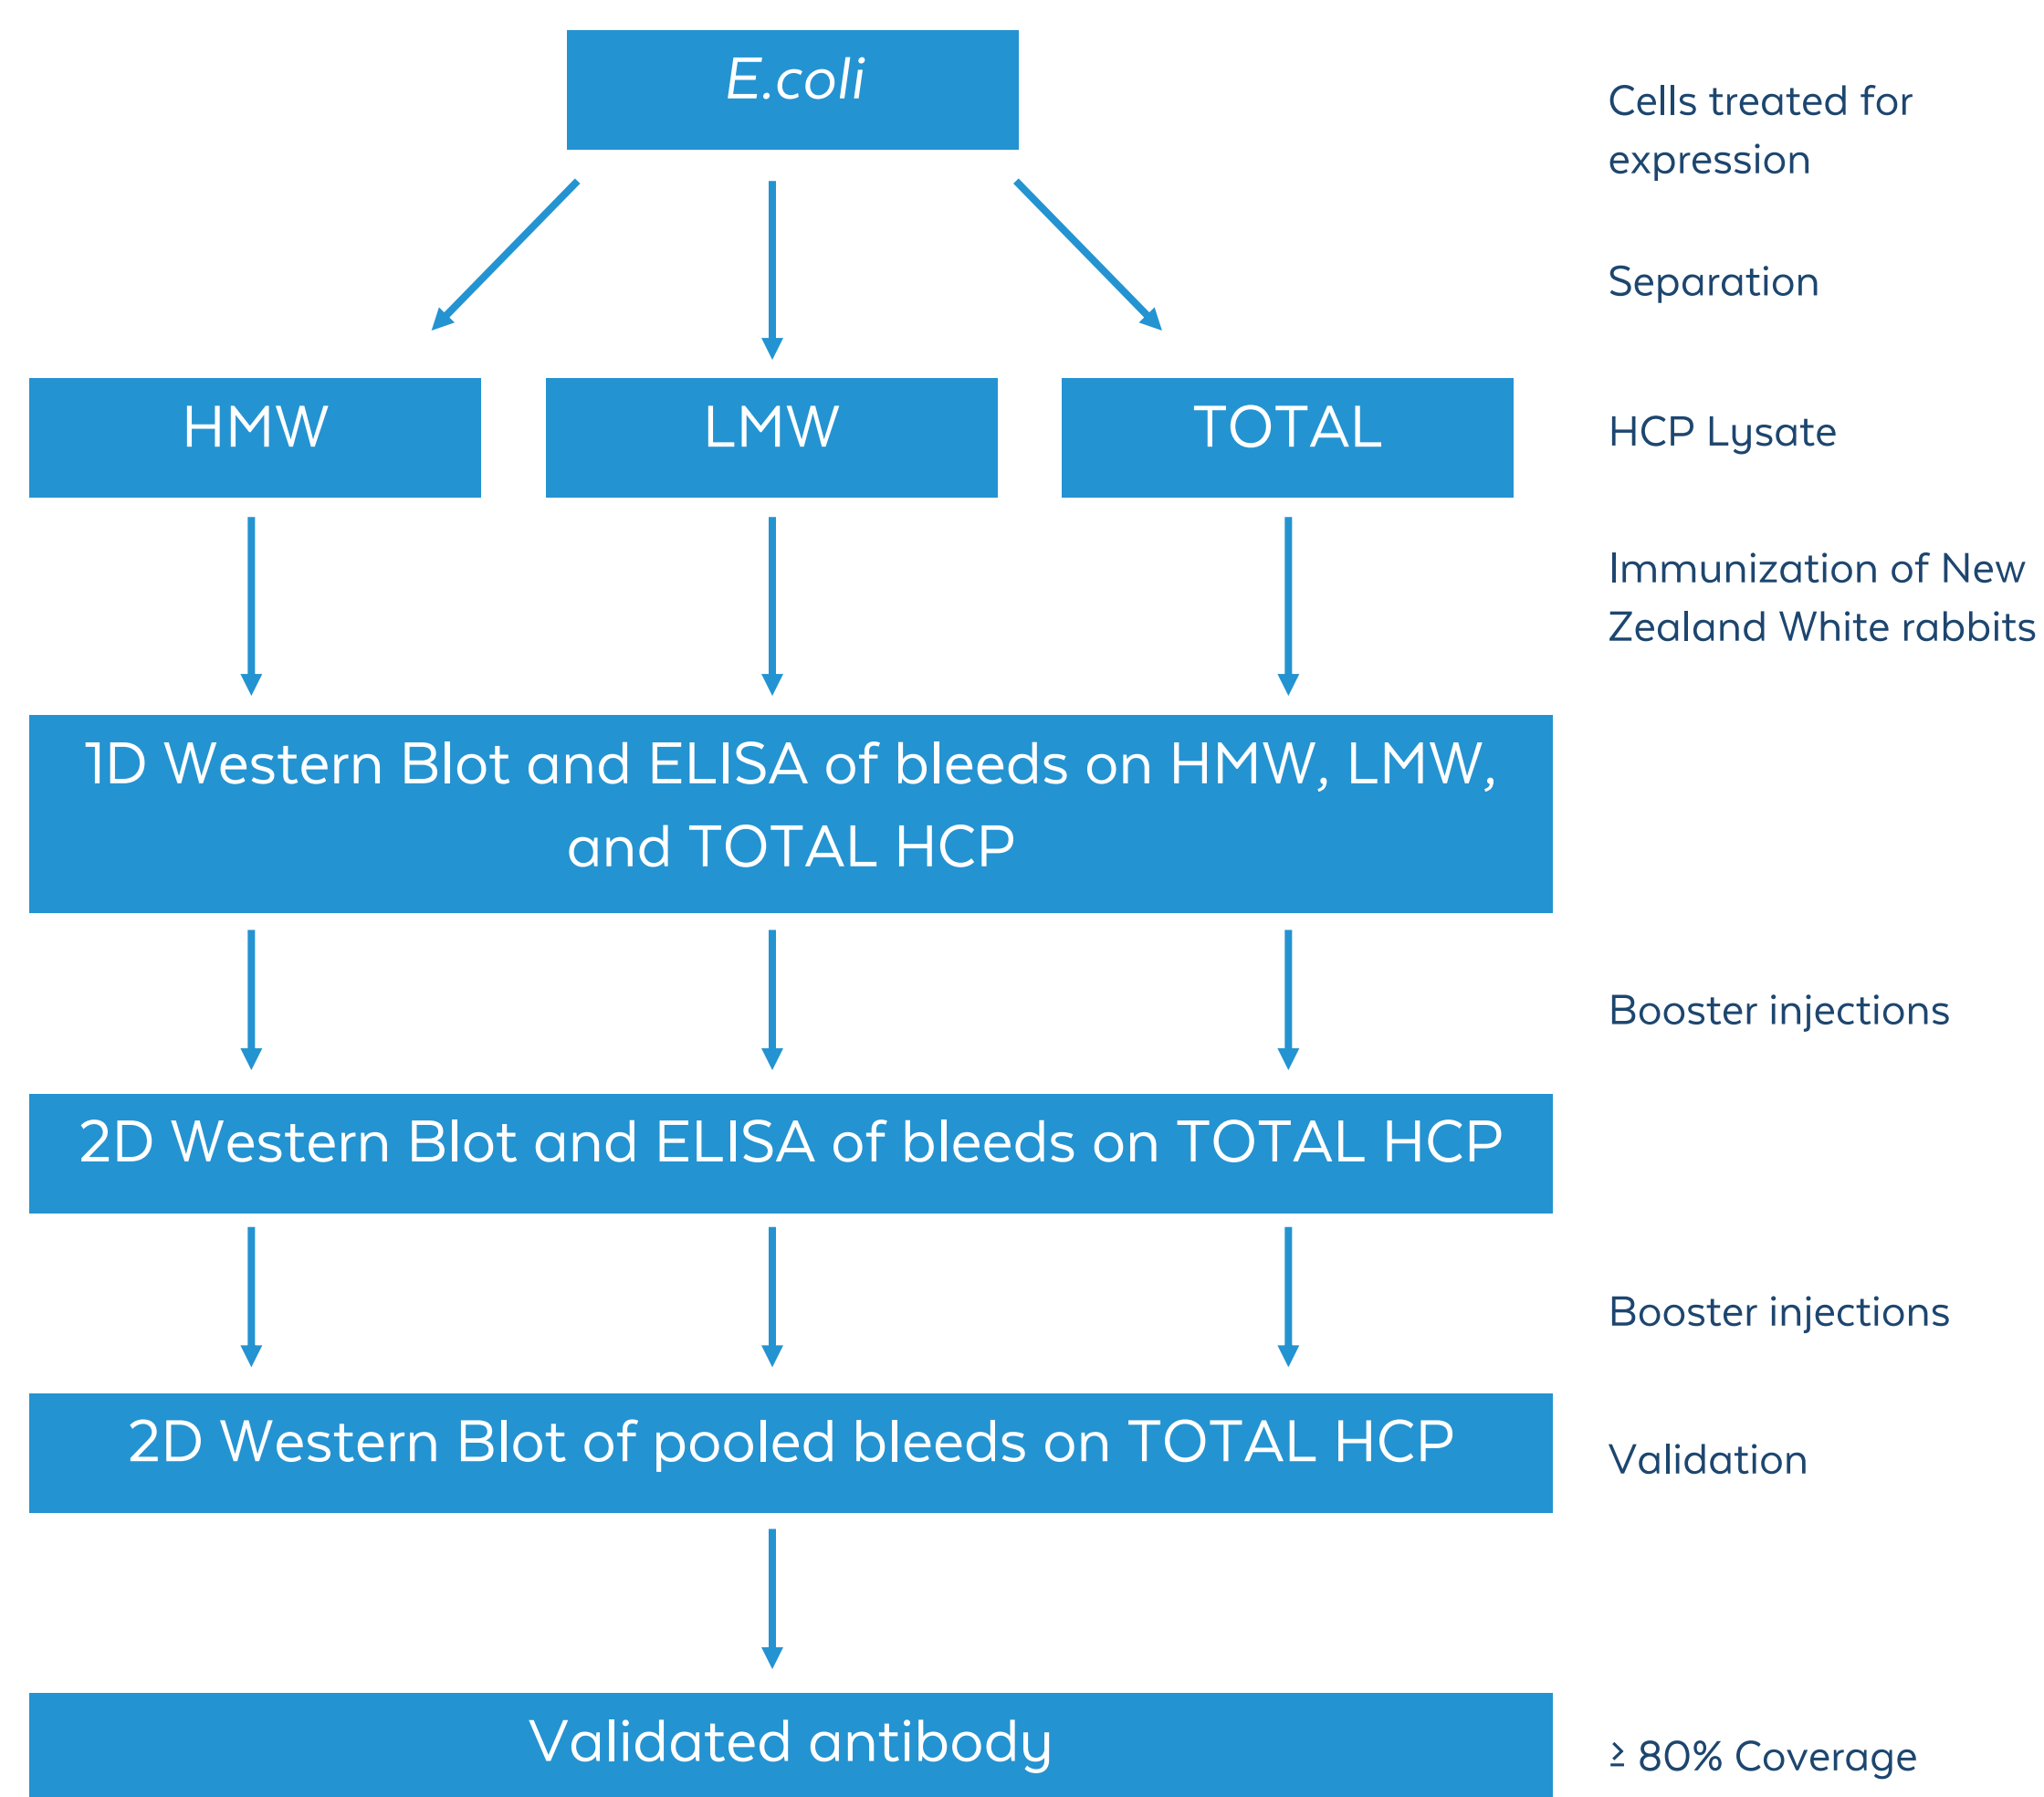 E.coli
Cells treated for
expression
Separation
HMW
LMW
TOTAL
HCP Lysate
Immunization of New
Zealand White rabbits
1D Western Blot and ELISA of bleeds on HMW, LMW,
and TOTAL HCP
Booster injections
2D Western Blot and ELISA of bleeds on TOTAL HCP
Booster injections
2D Western Blot of pooled bleeds on TOTAL HCP
Validation
Validated antibody
≥ 80% Coverage